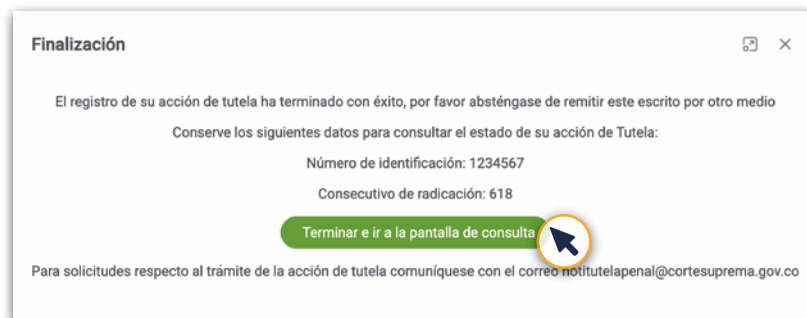 Finalización
El registro de su acción de tutela ha terminado con éxito, por favor absténgase de remitir este escrito por otro medio
Conserve los siguientes datos para consultar el estado de su acción de Tutela:
Número de identificación: 1234567
Consecutivo de radicación: 618
Terminar e ir a la pantalla de consulta
Para solicitudes respecto al trámite de la acción de tutela comuníquese con el correo notitutelapenal@cortesuprema.gov.co